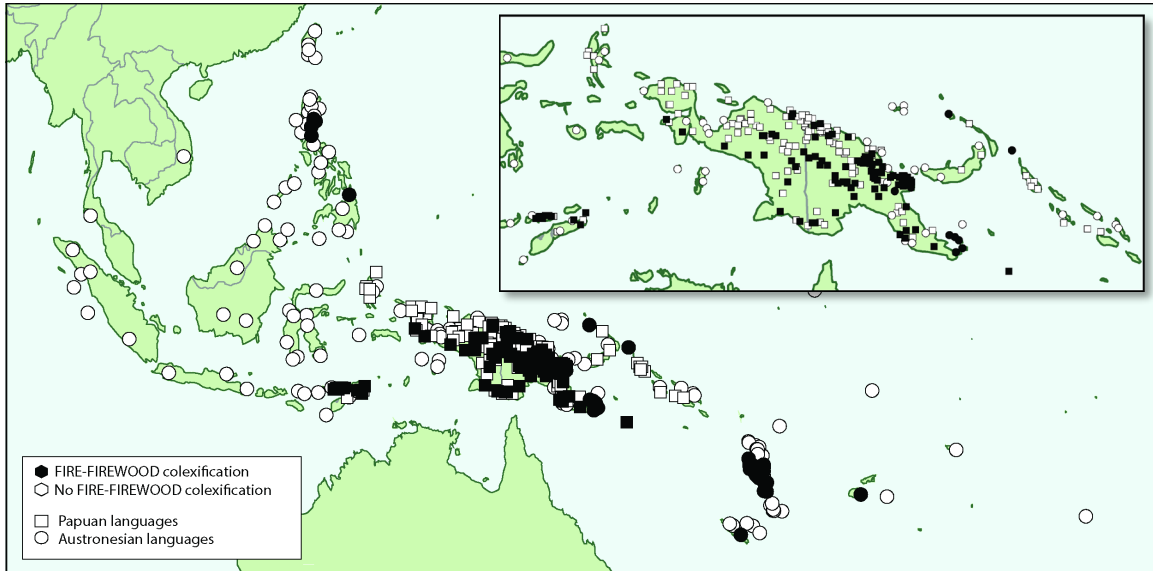 FIRE-FIREWOOD colexification
No FIRE-FIREWOOD colexification
Papuan languages
Austronesian languages